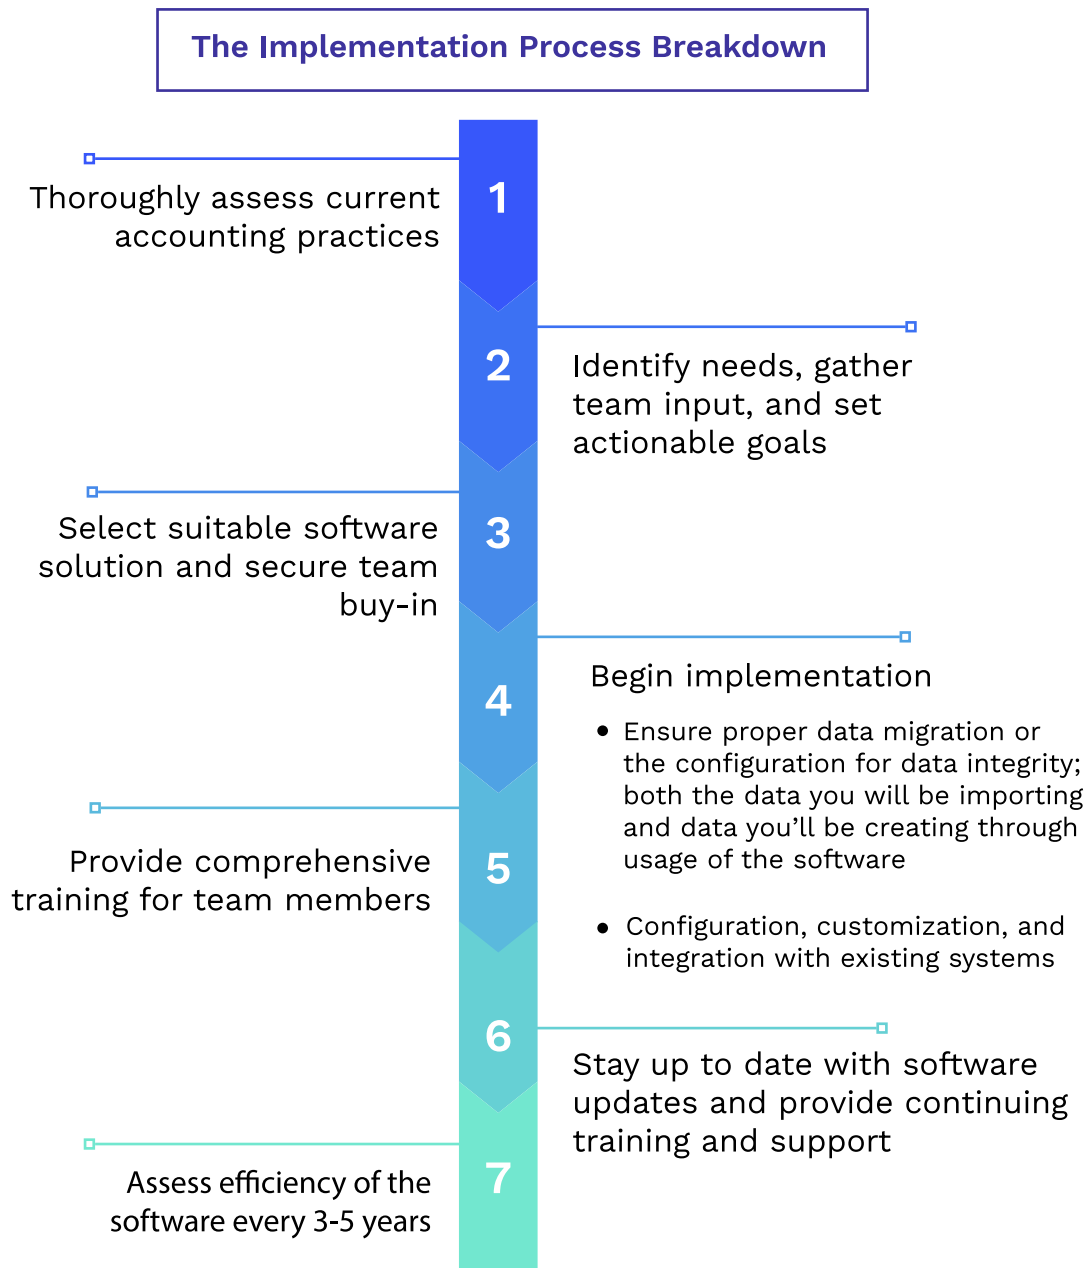 The Implementation Process Breakdown
1
Thoroughly assess current
accounting practices
2
Identify needs, gather
team input, and set
actionable goals
3
Select suitable software
solution and secure team
buy-in
4
Begin implementation
• Ensure proper data migration or
the configuration for data integrity;
both the data you will be importing
and data you’ll be creating through
usage of the software
• Configuration, customization, and
integration with existing systems
5
Provide comprehensive
training for team members
6
Stay up to date with software
updates and provide continuing
training and support
7
Assess efficiency of the
software every 3-5 years